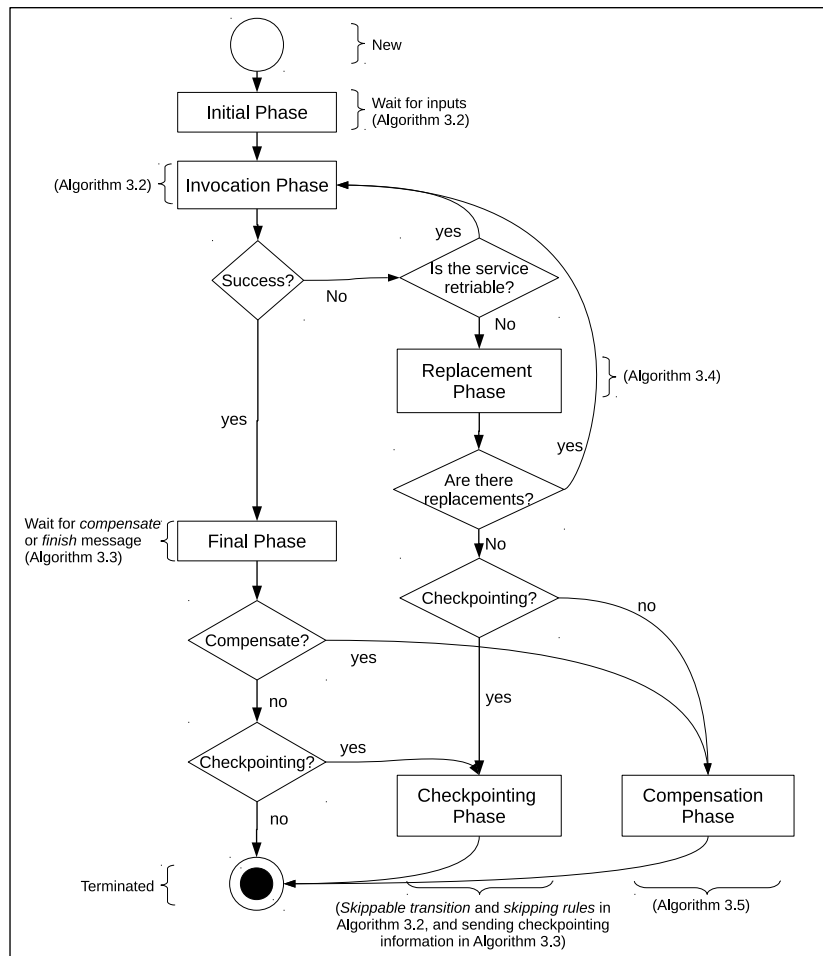 New
Initial Phase
Wait for inputs
(Algorithm 3.2)
(Algorithm 3.2)
Invocation Phase
yes
Success?
No
Is the service
retriable?
No
Replacement
Phase
(Algorithm 3.4)
yes
yes
Are there
replacements?
Wait for compensate
or finish message
(Algorithm 3.3)
Final Phase
No
Checkpointing?
no
Compensate?
yes
no
yes
Checkpointing?
yes
no
Checkpointing
Phase
Compensation
Phase
Terminated
(Skippable transition and skipping rules in
Algorithm 3.2, and sending checkpointing
information in Algorithm 3.3)
(Algorithm 3.5)